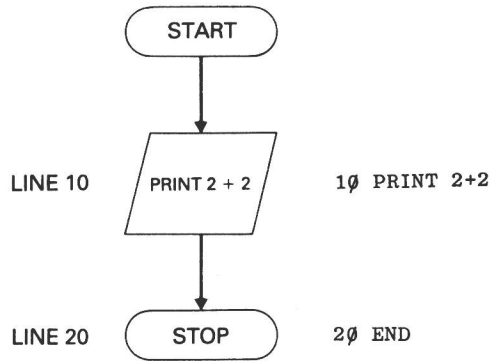 START
LINE 10 PRINT 2 + 2 1Ø PRINT 2+2
LINE 20 STOP 2Ø END